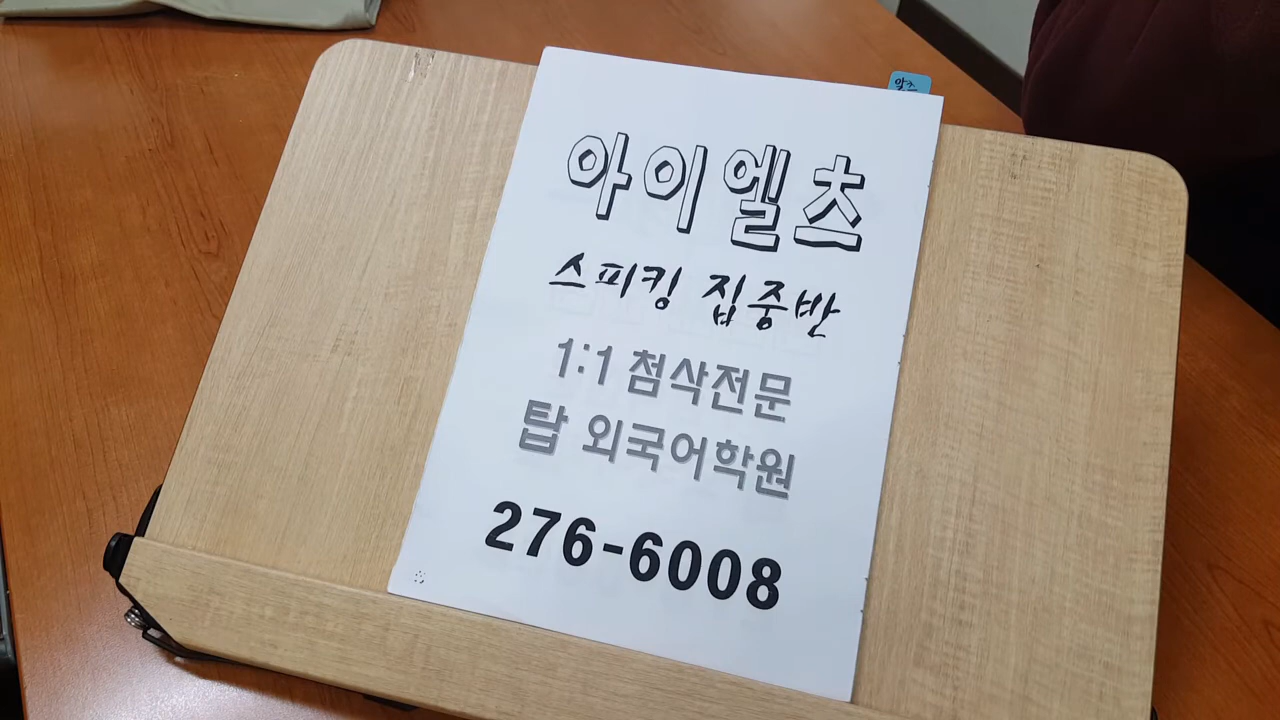 아이엘츠
스피킹 집중반
1:1 첨삭전문
탑 외국어학원
276-6008